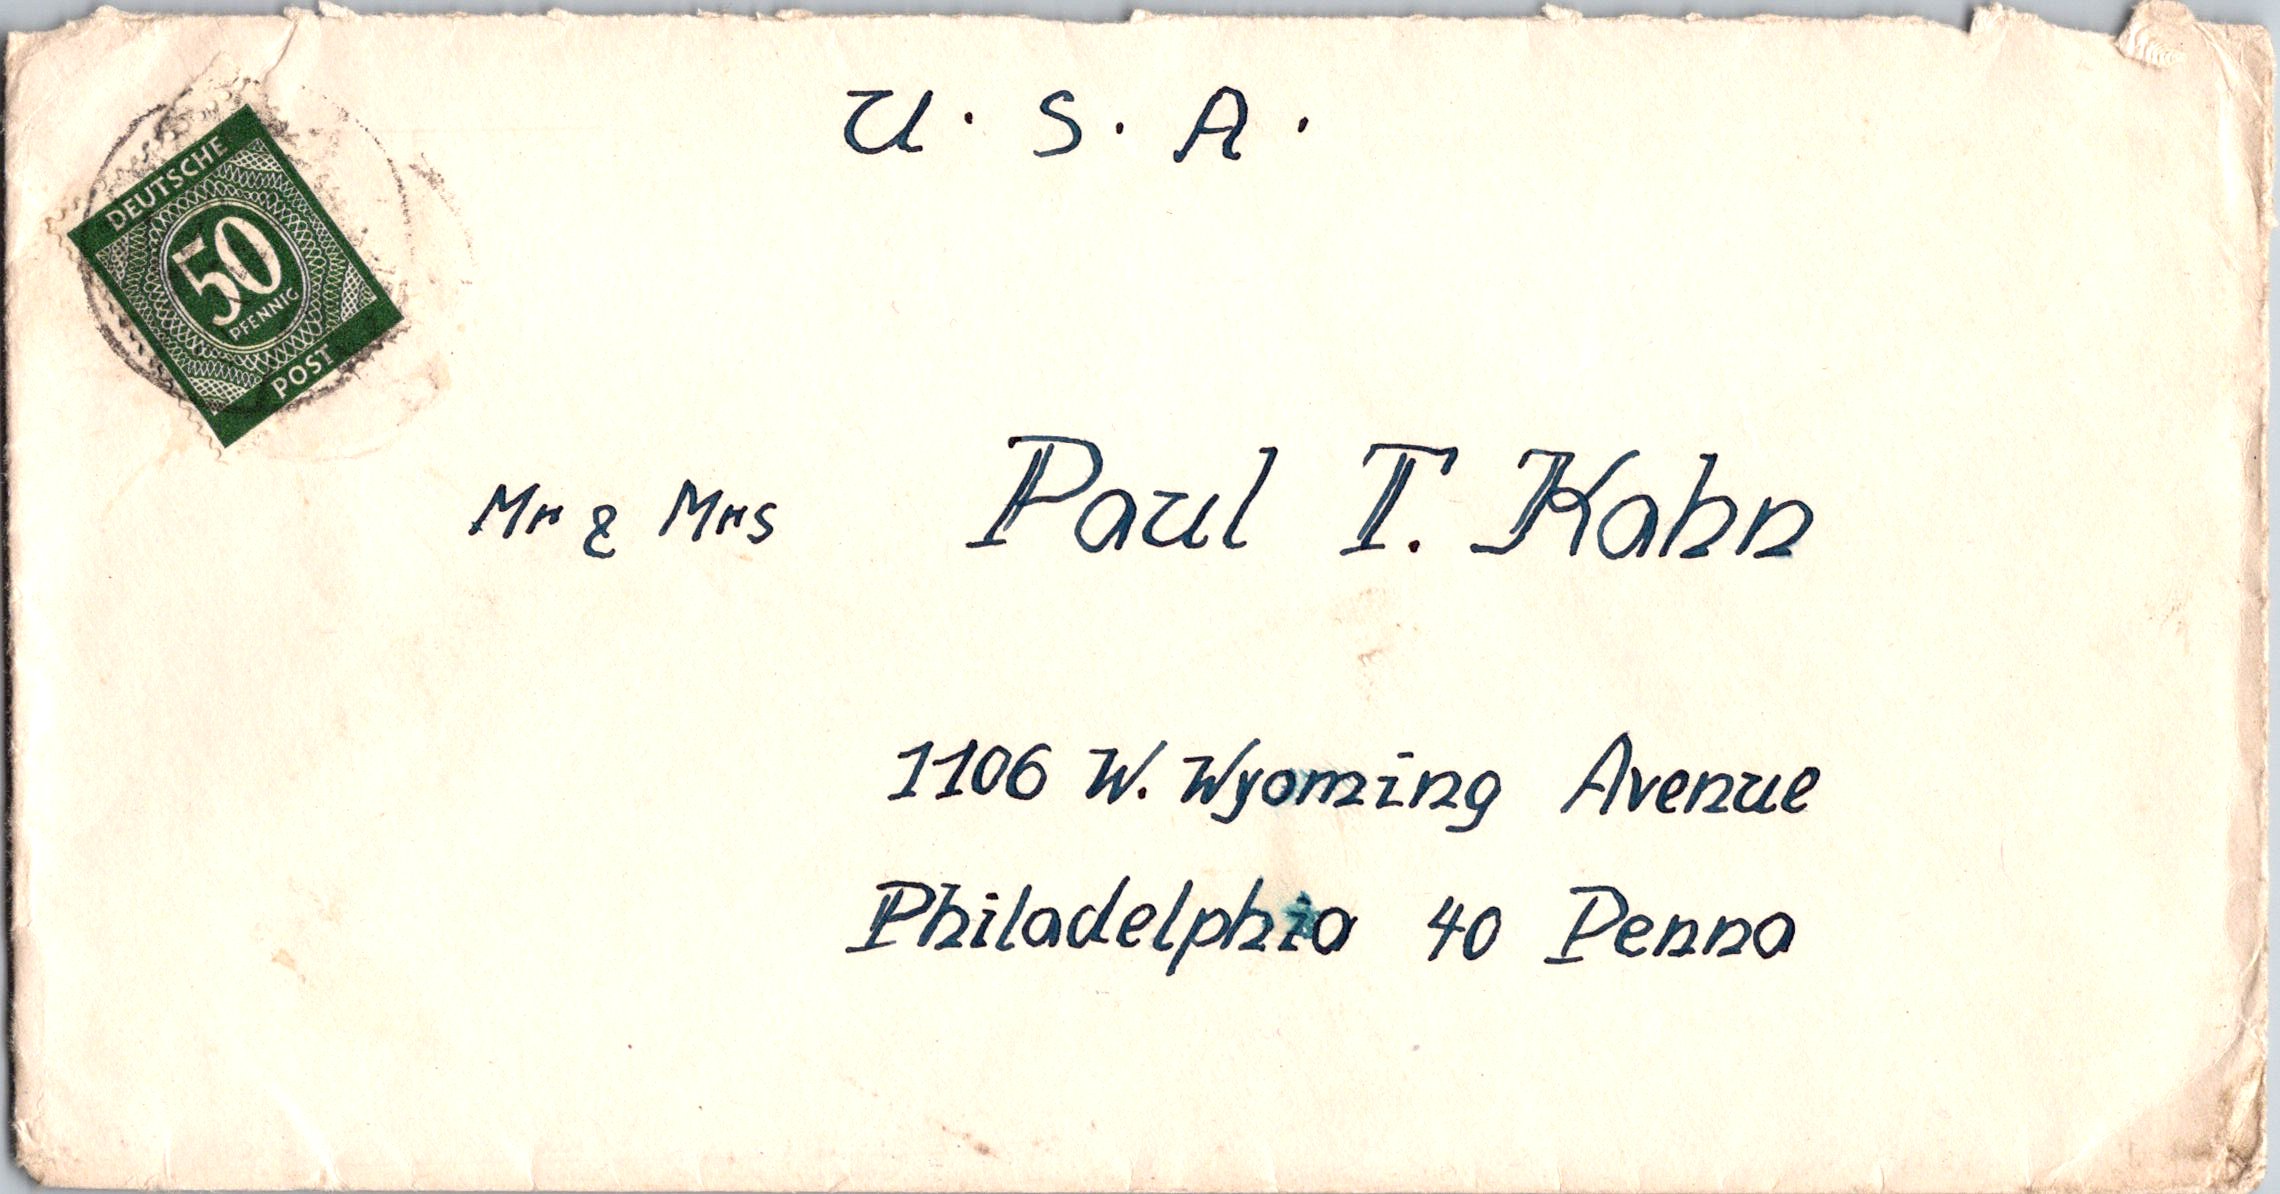 U. S. A.
DEUTSCHE
50
PFENNIG
POST
Mr & Mrs Paul T. Kahn
1106 W. Wyoming Avenue
Philadelphia 40 Penna